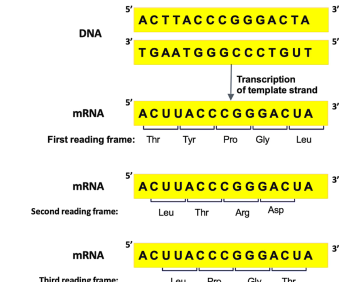 5′ ACTTACCCGGGACTA 3′
DNA
3′ TGAATGGGCCCTGUT 5′
Transcription
of template strand
mRNA 5′ ACUUACCCGGGACUA 3′
First reading frame: Thr Tyr Pro Gly Leu
mRNA 5′ ACUUACCCGGGACUA 3′
Second reading frame: Leu Thr Arg Asp
mRNA 5′ ACUUACCCGGGACUA 3′
Third reading frame: Leu Pro Gly Thr